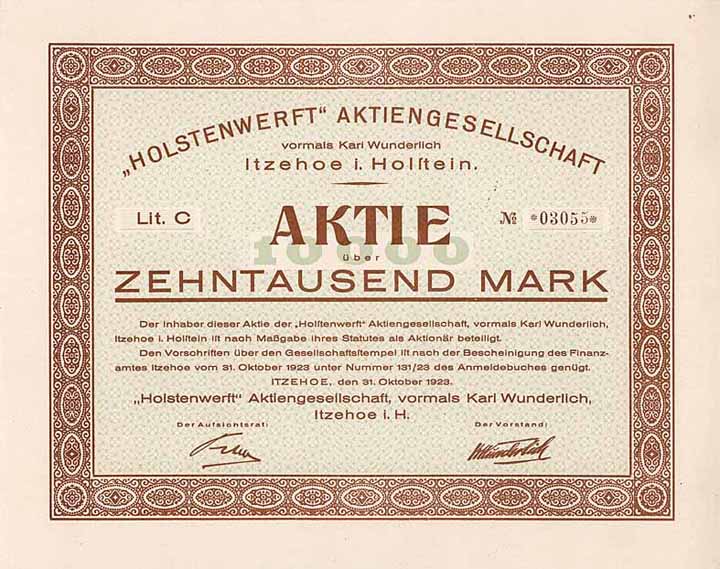 „HOLSTENWERFT“ AKTIENGESELLSCHAFT
vormals Karl Wunderlich
Itzehoe i. Holſtein.
Lit. C
AKTIE
№ *03055*
10000
über
ZEHNTAUSEND MARK
Der Inhaber dieser Aktie der „Holſtenwerft“ Aktiengesellschaft, vormals Karl Wunderlich,
Itzehoe i. Holſtein iſt nach Maßgabe ihres Statutes als Aktionär beteiligt.
Den Vorschriften über den Gesellschaftsſtempel iſt nach der Bescheinigung des Finanz-
amtes Itzehoe vom 31. Oktober 1923 unter Nummer 131/23 des Anmeldebuches genügt.
ITZEHOE, den 31. Oktober 1923.
„Holstenwerft“ Aktiengesellschaft, vormals Karl Wunderlich,
Itzehoe i. H.
Der Aufsichtsrat:
Der Vorstand:
KWunderlich